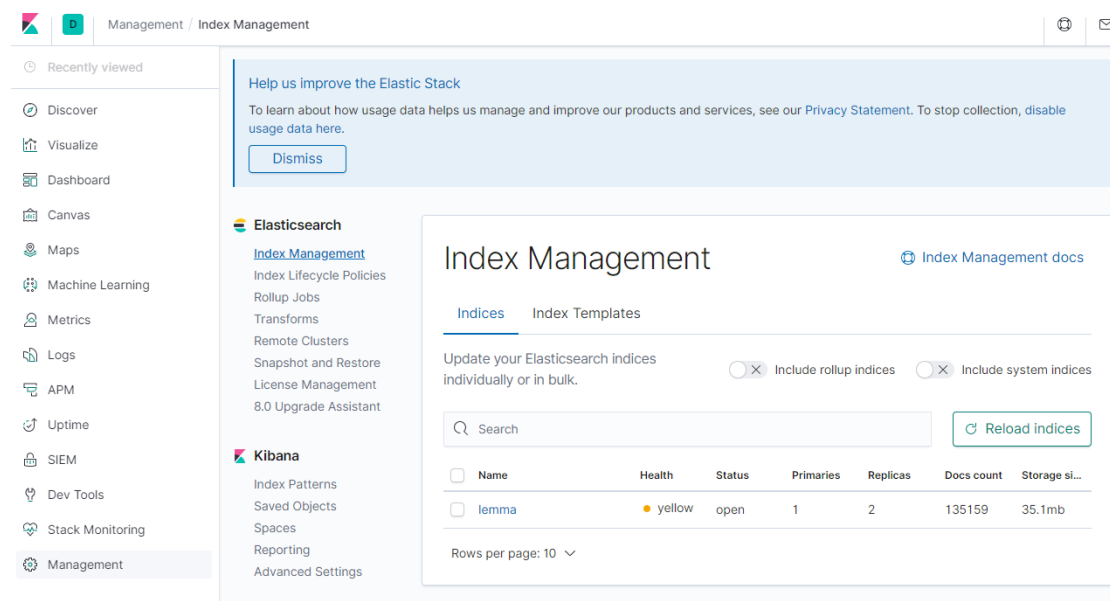 D Management / Index Management
Recently viewed
Discover
Visualize
Dashboard
Canvas
Maps
Machine Learning
Metrics
Logs
APM
Uptime
SIEM
Dev Tools
Stack Monitoring
Management
Help us improve the Elastic Stack
To learn about how usage data helps us manage and improve our products and services, see our Privacy Statement. To stop collection, disable
usage data here.
Dismiss
Elasticsearch
Index Management
Index Lifecycle Policies
Rollup Jobs
Transforms
Remote Clusters
Snapshot and Restore
License Management
8.0 Upgrade Assistant
Kibana
Index Patterns
Saved Objects
Spaces
Reporting
Advanced Settings
Index Management
Index Management docs
Indices Index Templates
Update your Elasticsearch indices
individually or in bulk.
Include rollup indices Include system indices
Search
Reload indices
Name Health Status Primaries Replicas Docs count Storage si...
lemma yellow open 1 2 135159 35.1mb
Rows per page: 10